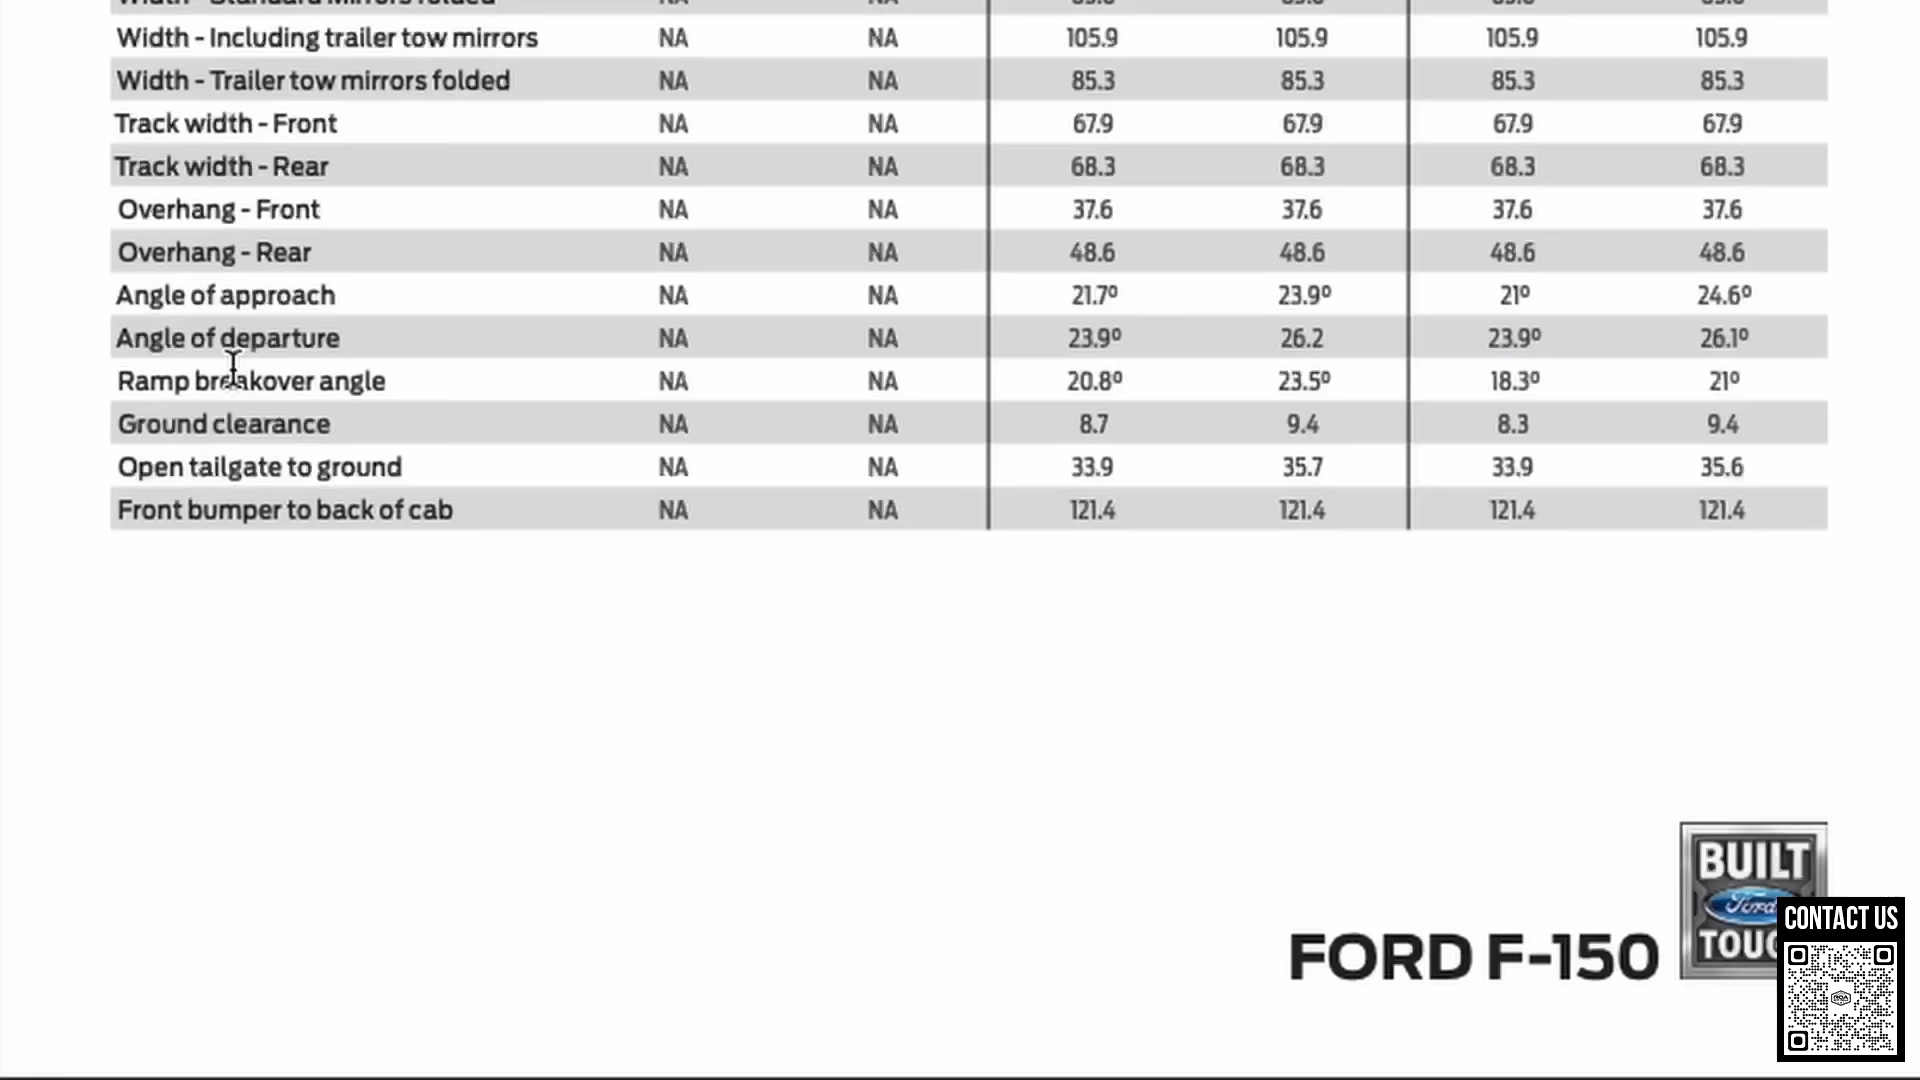 Width - Standard Mirrors folded NA NA
Width - Including trailer tow mirrors NA NA 105.9 105.9 105.9 105.9
Width - Trailer tow mirrors folded NA NA 85.3 85.3 85.3 85.3
Track width - Front NA NA 67.9 67.9 67.9 67.9
Track width - Rear NA NA 68.3 68.3 68.3 68.3
Overhang - Front NA NA 37.6 37.6 37.6 37.6
Overhang - Rear NA NA 48.6 48.6 48.6 48.6
Angle of approach NA NA 21.7º 23.9º 21º 24.6º
Angle of departure NA NA 23.9º 26.2 23.9º 26.1º
Ramp breakover angle NA NA 20.8º 23.5º 18.3º 21º
Ground clearance NA NA 8.7 9.4 8.3 9.4
Open tailgate to ground NA NA 33.9 35.7 33.9 35.6
Front bumper to back of cab NA NA 121.4 121.4 121.4 121.4
BUILT
Ford
TOUG
FORD F-150
CONTACT US